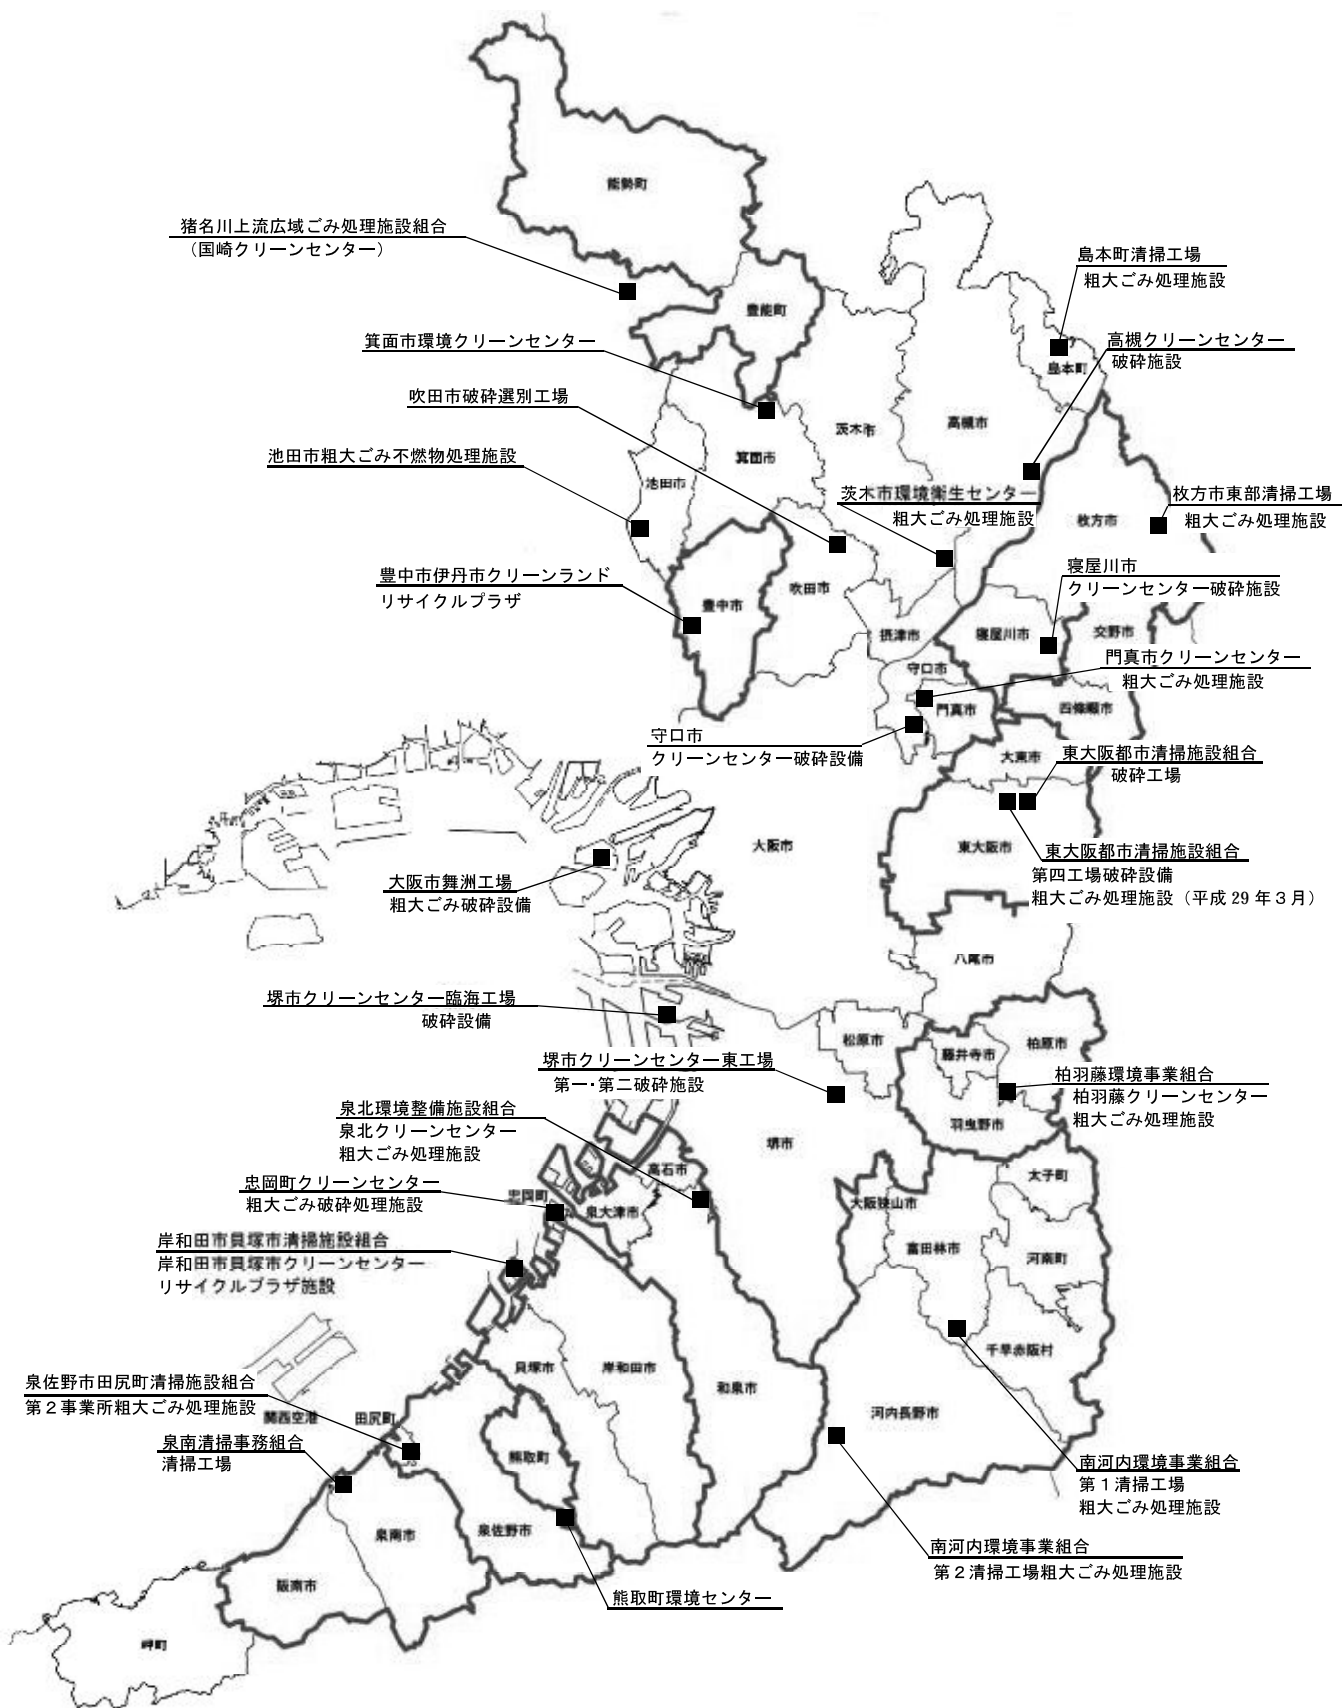 能勢町
猪名川上流広域ごみ処理施設組合
（国崎クリーンセンター）
島本町清掃工場
粗大ごみ処理施設
豊能町
箕面市環境クリーンセンター
高槻クリーンセンター
破砕施設
島本町
吹田市破砕選別工場
茨木市
高槻市
池田市粗大ごみ不燃物処理施設
箕面市
池田市
茨木市環境衛生センター
粗大ごみ処理施設
枚方市東部清掃工場
粗大ごみ処理施設
枚方市
豊中市伊丹市クリーンランド
リサイクルプラザ
寝屋川市
クリーンセンター破砕施設
吹田市
豊中市
摂津市
寝屋川市
交野市
守口市
門真市クリーンセンター
粗大ごみ処理施設
門真市
四條畷市
守口市
クリーンセンター破砕設備
大東市
東大阪都市清掃施設組合
破砕工場
大阪市
東大阪市
東大阪都市清掃施設組合
第四工場破砕設備
粗大ごみ処理施設（平成 29 年３月）
大阪市舞洲工場
粗大ごみ破砕設備
八尾市
堺市クリーンセンター臨海工場
破砕設備
松原市
藤井寺市
柏原市
堺市クリーンセンター東工場
第一・第二破砕施設
柏羽藤環境事業組合
柏羽藤クリーンセンター
粗大ごみ処理施設
泉北環境整備施設組合
泉北クリーンセンター
粗大ごみ処理施設
羽曳野市
堺市
高石市
太子町
忠岡町クリーンセンター
粗大ごみ破砕処理施設
忠岡町
泉大津市
大阪狭山市
岸和田市貝塚市清掃施設組合
岸和田市貝塚市クリーンセンター
リサイクルプラザ施設
富田林市
河南町
千早赤阪村
貝塚市
岸和田市
和泉市
泉佐野市田尻町清掃施設組合
第２事業所粗大ごみ処理施設
関西空港
田尻町
河内長野市
泉南清掃事務組合
清掃工場
熊取町
南河内環境事業組合
第１清掃工場
粗大ごみ処理施設
泉南市
泉佐野市
南河内環境事業組合
第２清掃工場粗大ごみ処理施設
阪南市
熊取町環境センター
岬町